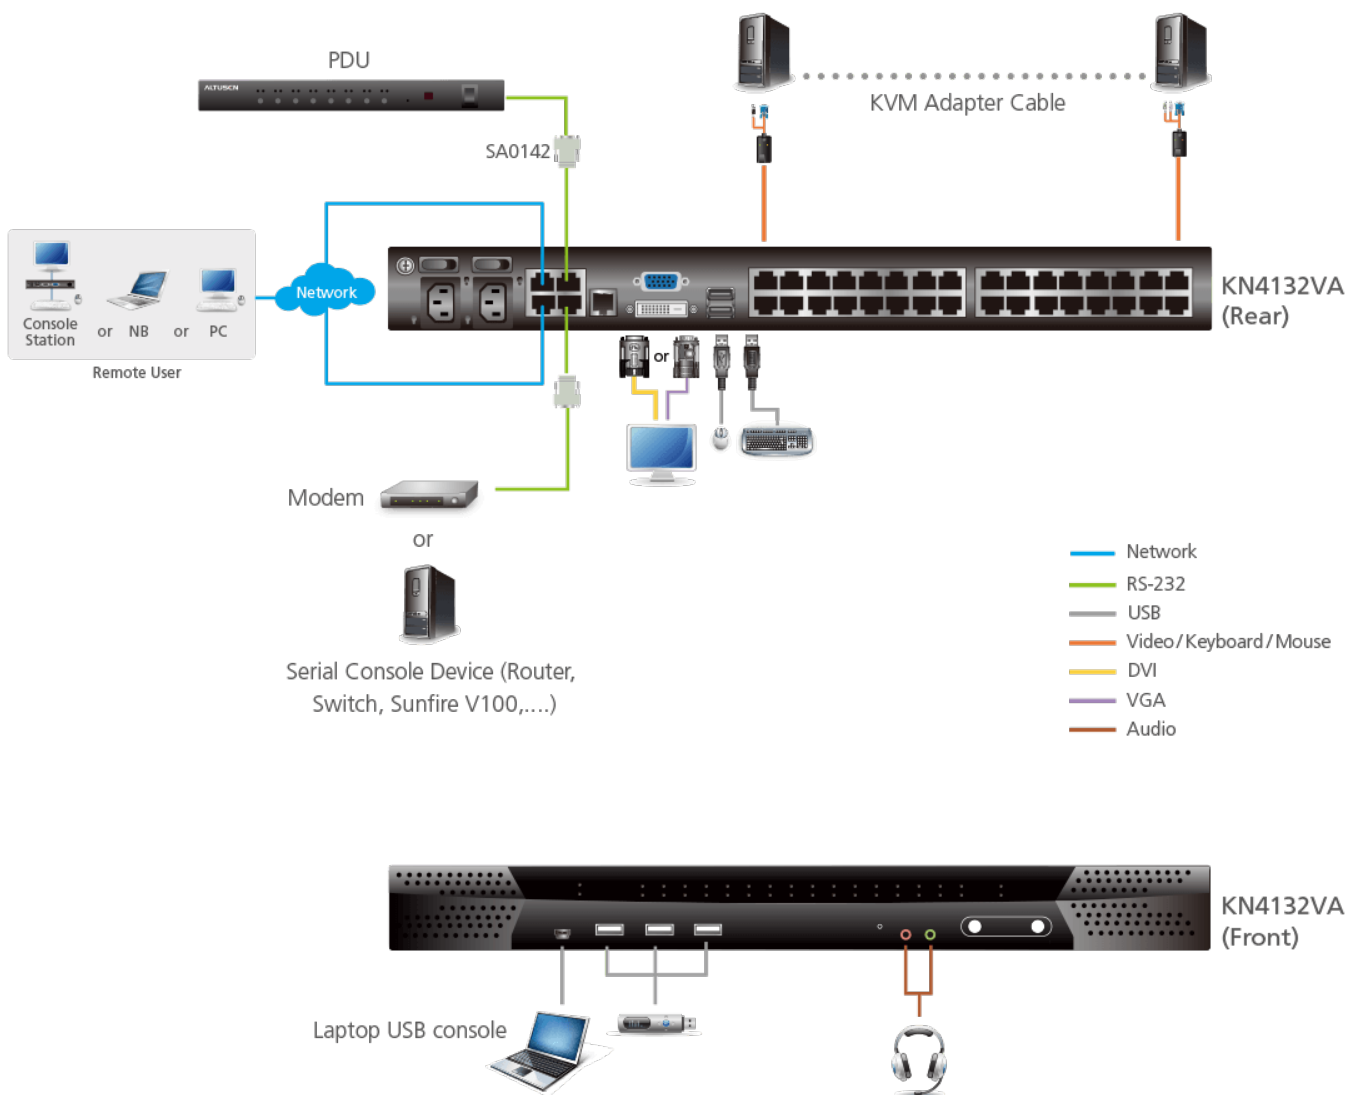 PDU
ALTUSEN
KVM Adapter Cable
SA0142
Network
Console
Station
or
NB
or
PC
Remote User
KN4132VA
(Rear)
or
Modem
or
Serial Console Device (Router,
Switch, Sunfire V100,....)
Network
RS-232
USB
Video/Keyboard/Mouse
DVI
VGA
Audio
KN4132VA
(Front)
Laptop USB console